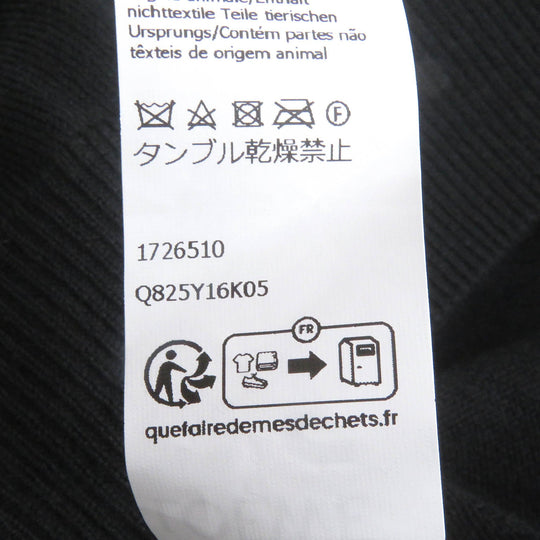 nichttextile Teile tierischen
Ursprungs/Contém partes não
têxteis de origem animal
F
タンブル乾燥禁止
1726510
Q825Y16K05
FR
quefairedemesdechets.fr